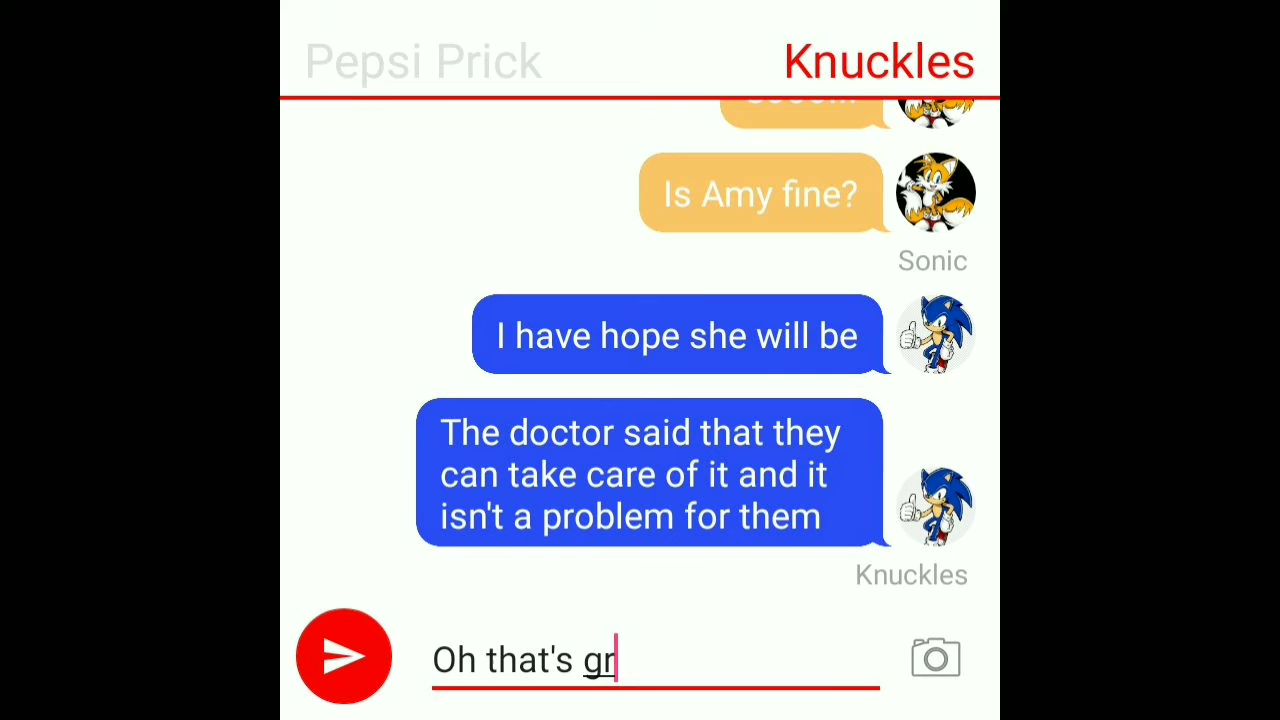 Pepsi Prick
Knuckles
Is Amy fine?
Sonic
I have hope she will be
The doctor said that they
can take care of it and it
isn't a problem for them
Knuckles
Oh that's gr